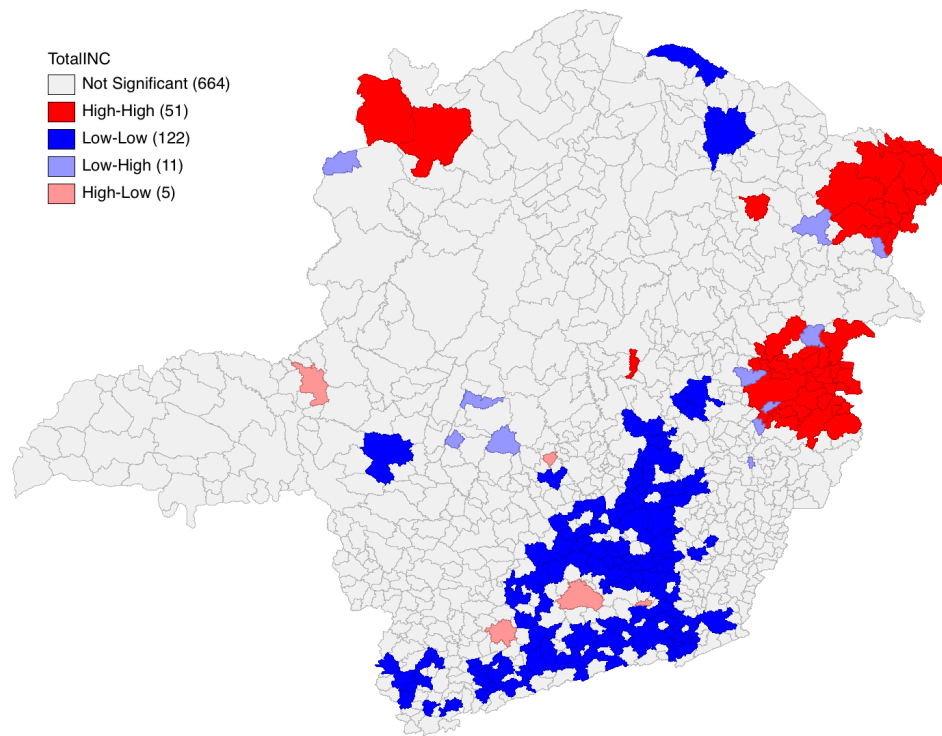 TotalINC
Not Significant (664)
High-High (51)
Low-Low (122)
Low-High (11)
High-Low (5)